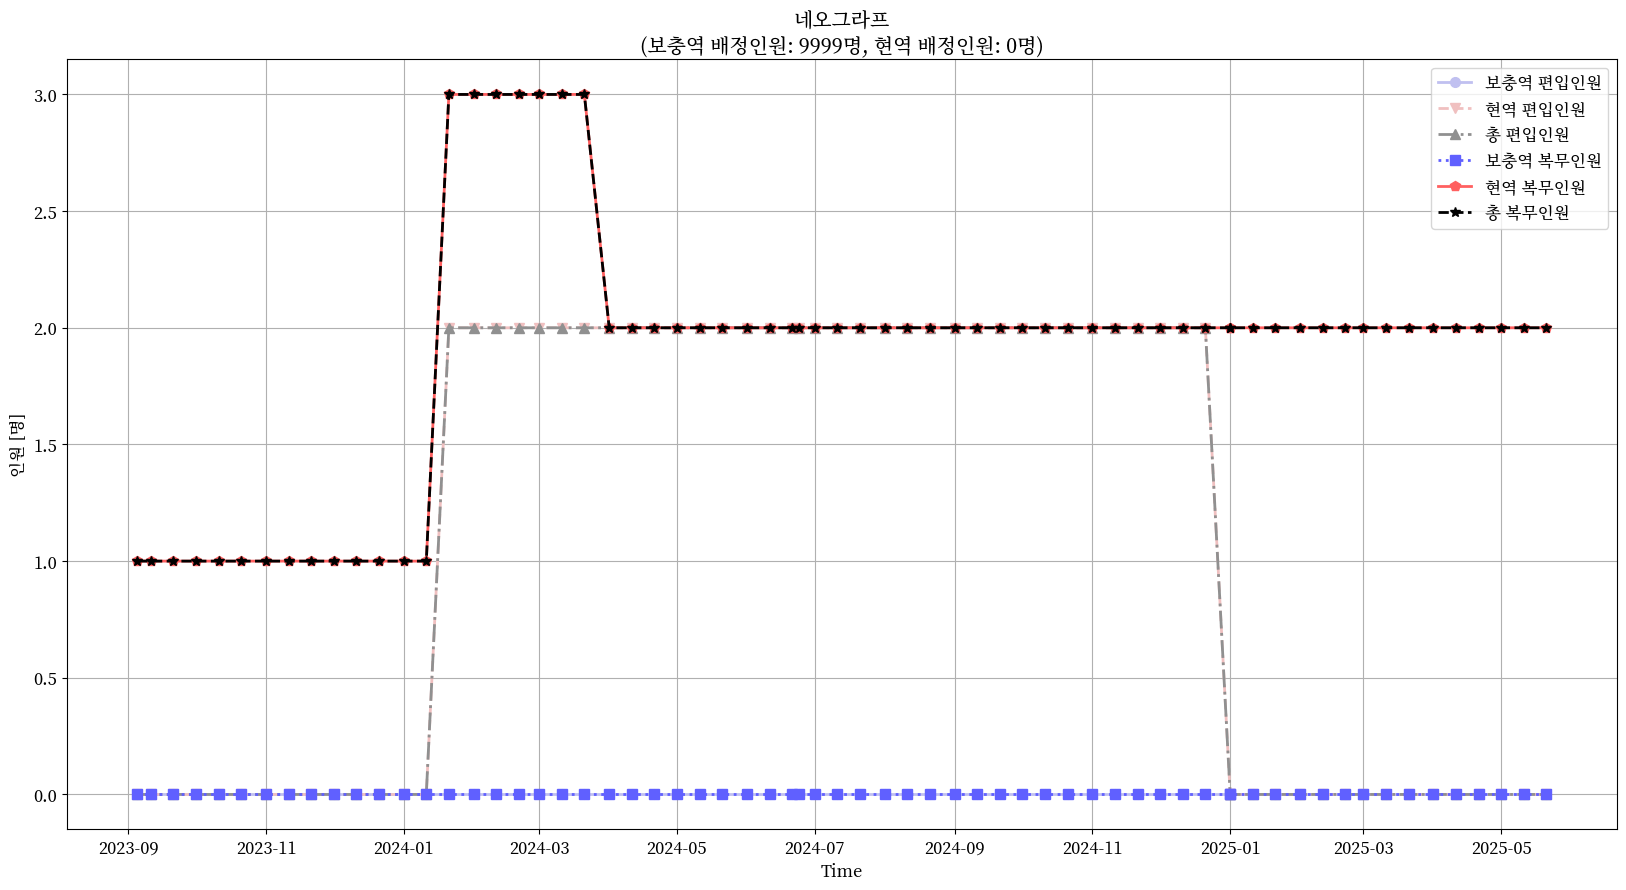 네오그라프
(보충역 배정인원: 9999명, 현역 배정인원: 0명)
보충역 편입인원
현역 편입인원
총 편입인원
보충역 복무인원
현역 복무인원
총 복무인원
인원 [명]
3.0
2.5
2.0
1.5
1.0
0.5
0.0
2023-09 2023-11 2024-01 2024-03 2024-05 2024-07 2024-09 2024-11 2025-01 2025-03 2025-05
Time